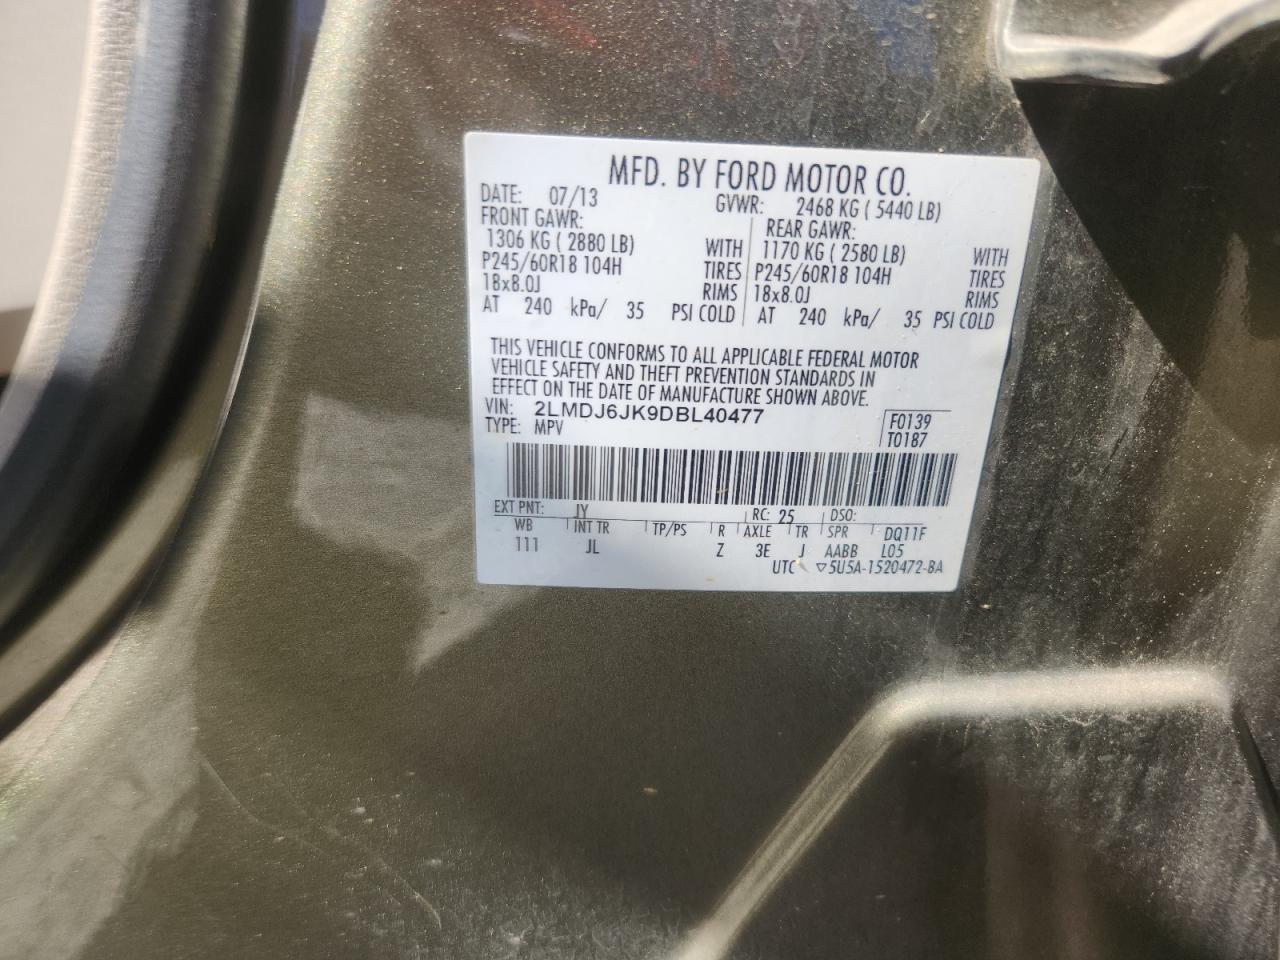 MFD. BY FORD MOTOR CO.
DATE: 07/13 GVWR: 2468 KG ( 5440 LB)
FRONT GAWR: REAR GAWR:
1306 KG ( 2880 LB) WITH 1170 KG ( 2580 LB) WITH
P245/60R18 104H TIRES P245/60R18 104H TIRES
18x8.0J RIMS 18x8.0J RIMS
AT 240 kPa/ 35 PSI COLD AT 240 kPa/ 35 PSI COLD
THIS VEHICLE CONFORMS TO ALL APPLICABLE FEDERAL MOTOR
VEHICLE SAFETY AND THEFT PREVENTION STANDARDS IN
EFFECT ON THE DATE OF MANUFACTURE SHOWN ABOVE.
VIN: 2LMDJ6JK9DBL40477 F0139
TYPE: MPV T0187
EXT PNT: JY RC: 25 DSO:
WB INT TR TP/PS R AXLE TR SPR DQ11F
111 JL Z 3E J AABB L05
UTC ▽5U5A-1520472-BA